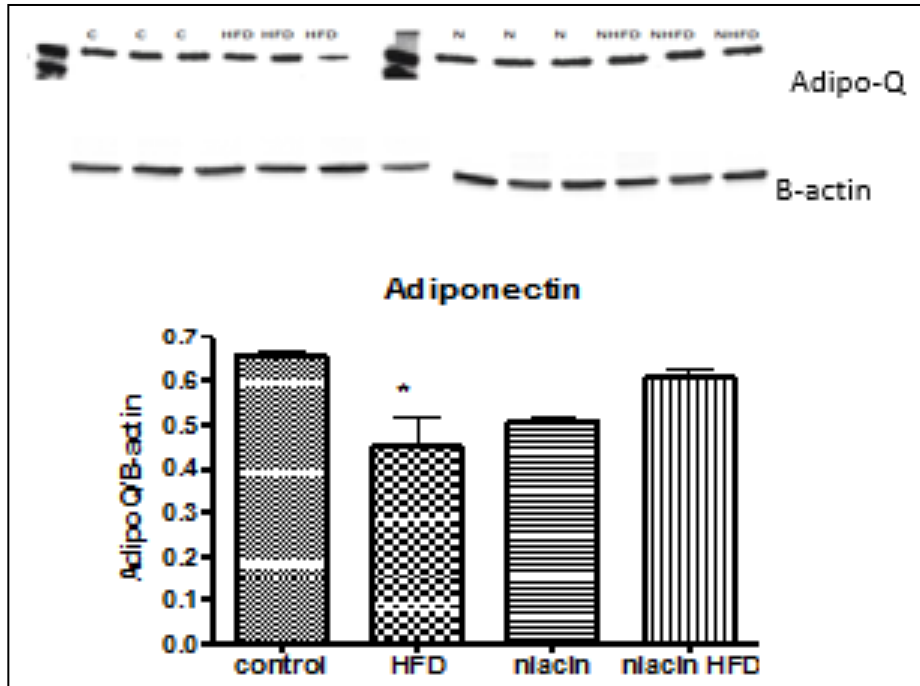 C C C HFD HFD HFD N N N NHFD NHFD NHFD
Adipo-Q
B-actin
Adiponectin
AdipoQ/B-actin
0.7
0.6
0.5
0.4
0.3
0.2
0.1
0.0
*
control HFD niacin niacin HFD